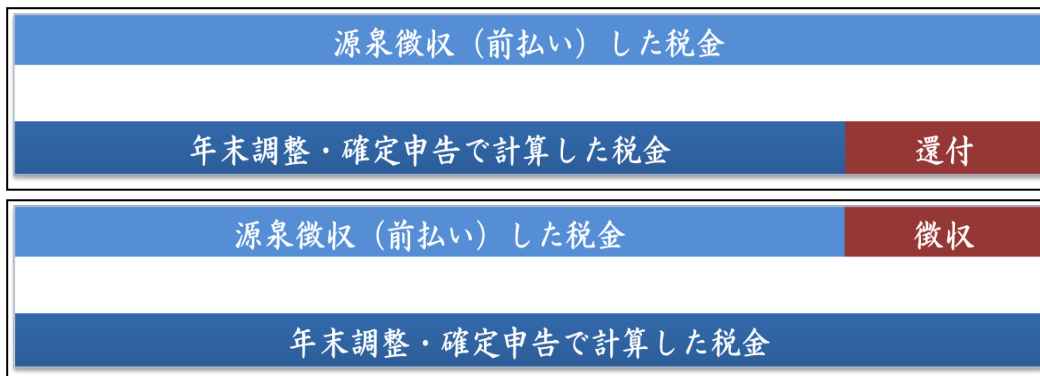 源泉徴収（前払い）した税金
年末調整・確定申告で計算した税金 還付
源泉徴収（前払い）した税金 徴収
年末調整・確定申告で計算した税金